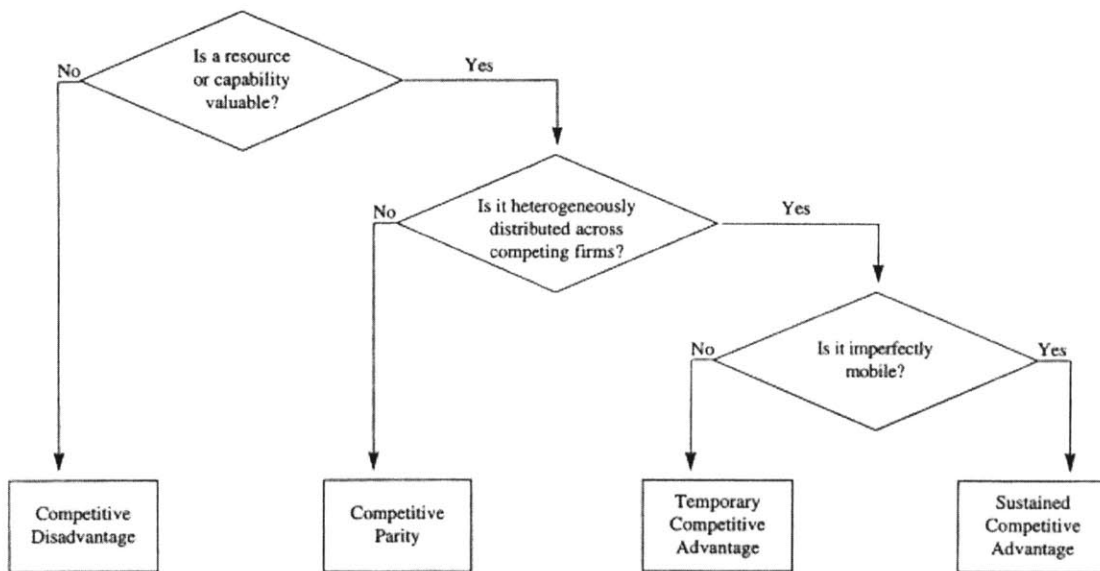 Is a resource
or capability
valuable?
No
Yes
Is it heterogeneously
distributed across
competing firms?
No
Yes
Is it imperfectly
mobile?
No
Yes
Competitive
Disadvantage
Competitive
Parity
Temporary
Competitive
Advantage
Sustained
Competitive
Advantage